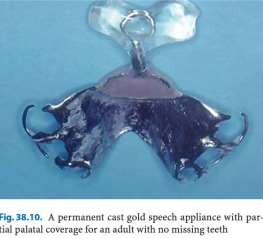 Fig. 38.10. A permanent cast gold speech appliance with par-
tial palatal coverage for an adult with no missing teeth